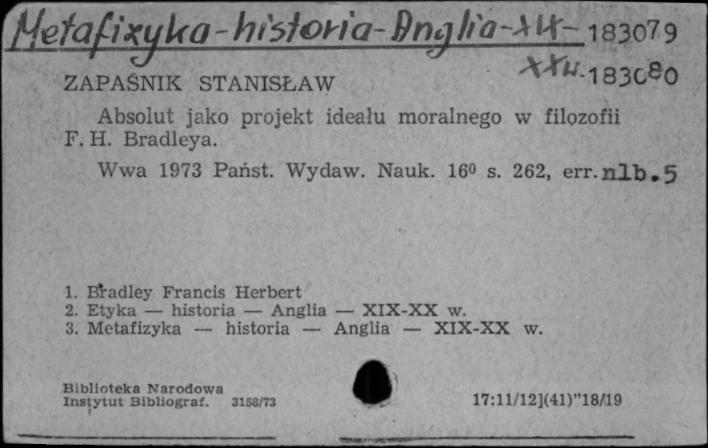 Metafizyka-historia-Anglia-XIX- 183079
XXw. 183080
ZAPAŚNIK STANISŁAW
Absolut jako projekt ideału moralnego w filozofii
F. H. Bradleya.
Wwa 1973 Państ. Wydaw. Nauk. 16⁰ s. 262, err. nlb. 5
1. Bradley Francis Herbert
2. Etyka — historia — Anglia — XIX-XX w.
3. Metafizyka — historia — Anglia — XIX-XX w.
Biblioteka Narodowa
Instytut Bibliograf. 3158/73
17:11/12](41)"18/19